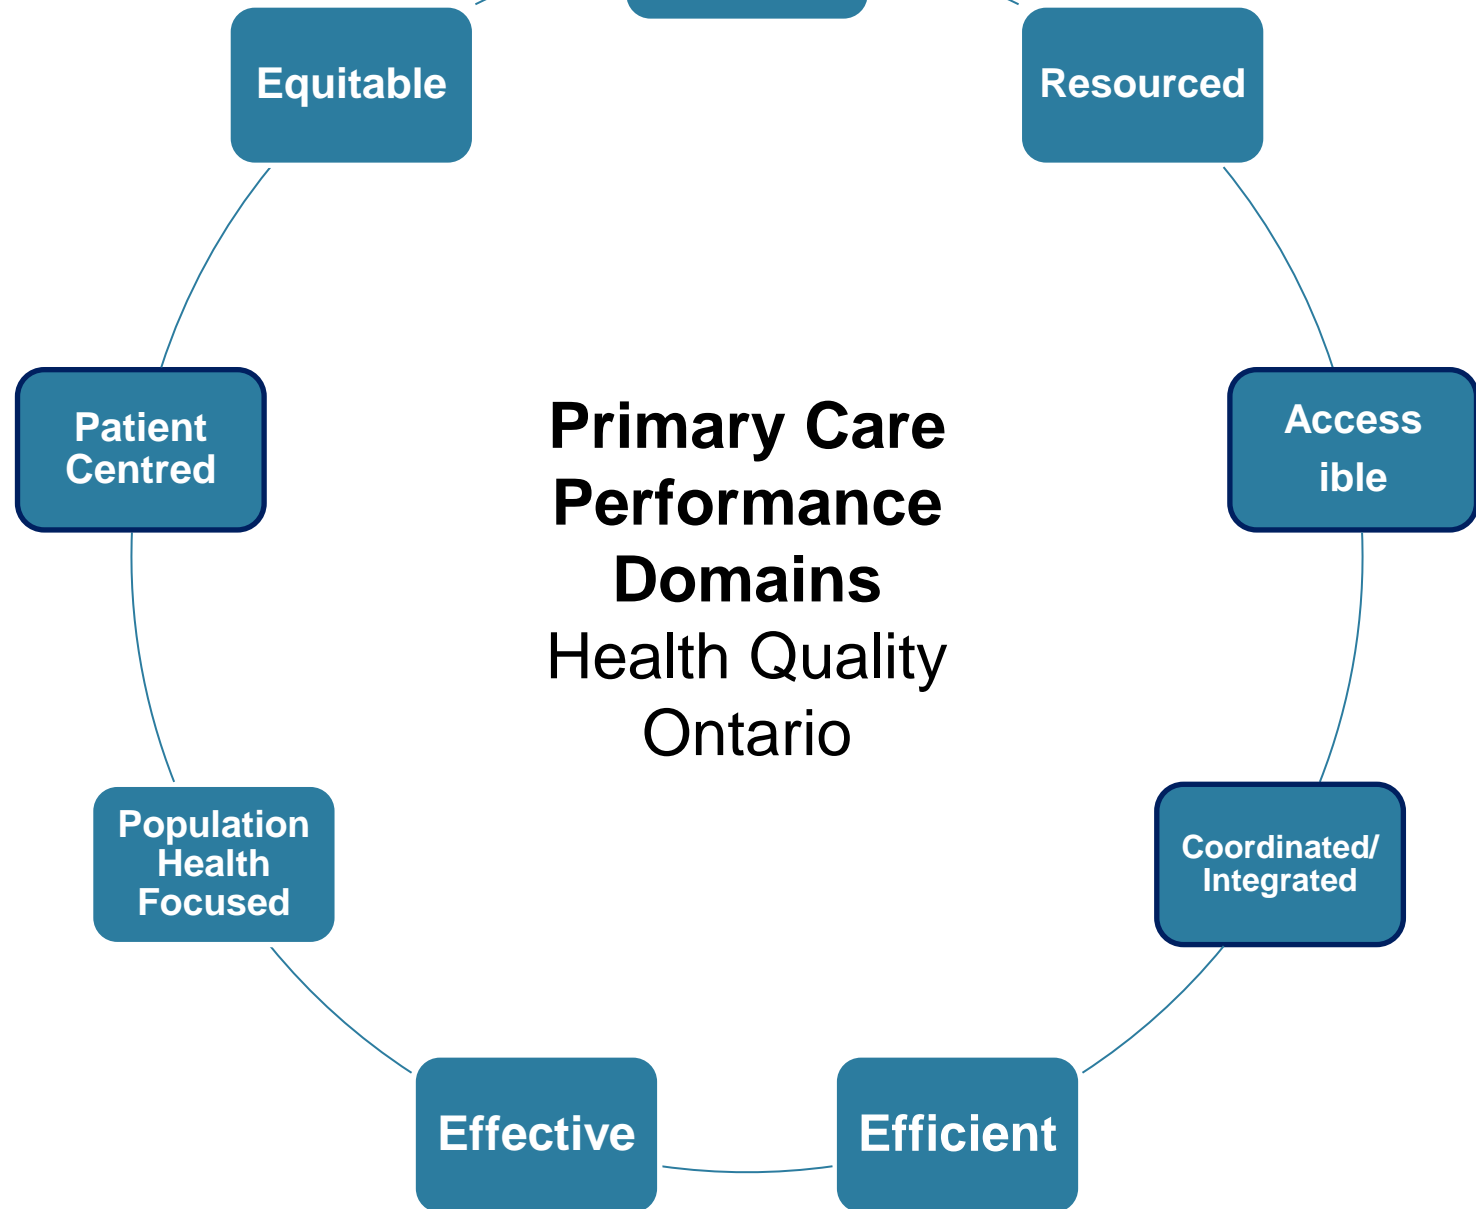 Equitable
Resourced
Patient
Centred
Access
ible
Primary Care
Performance
Domains
Health Quality
Ontario
Population
Health
Focused
Coordinated/
Integrated
Effective
Efficient